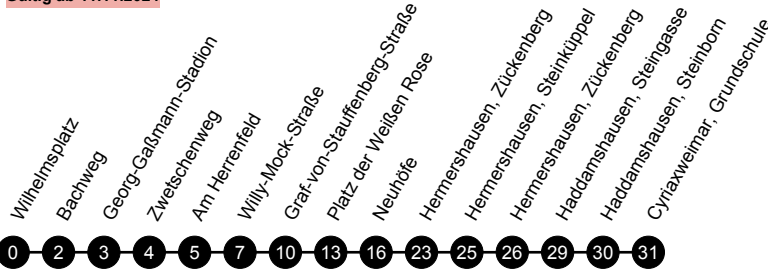 Gültig ab 11.11.2024
Wilhelmsplatz
Bachweg
Georg-Gaßmann-Stadion
Zwetschenweg
Am Herrenfeld
Willy-Mock-Straße
Graf-von-Stauffenberg-Straße
Platz der Weißen Rose
Neuhöfe
Hermershausen, Zückenberg
Hermershausen, Steinküppel
Hermershausen, Zückenberg
Haddamshausen, Steingasse
Haddamshausen, Steinborn
Cyriaxweimar, Grundschule
0 2 3 4 5 7 10 13 16 23 25 26 29 30 31